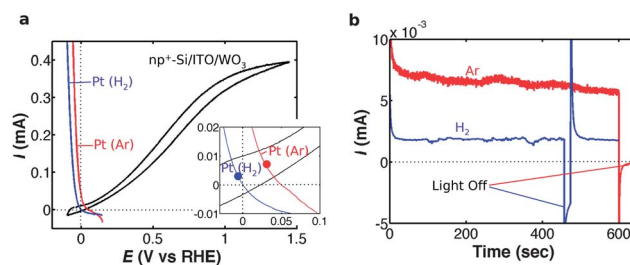 a
I (mA)
0.4
0.3
0.2
0.1
0
np⁺-Si/ITO/WO₃
Pt (H₂)
Pt (Ar)
0.02
0.01
0
-0.01
Pt (Ar)
Pt (H₂)
0
0.05
0.1
0
0.5
1
1.5
E (V vs RHE)
b
I (mA)
10 x 10⁻³
5
0
-5
Ar
H₂
Light Off
0
200
400
600
Time (sec)